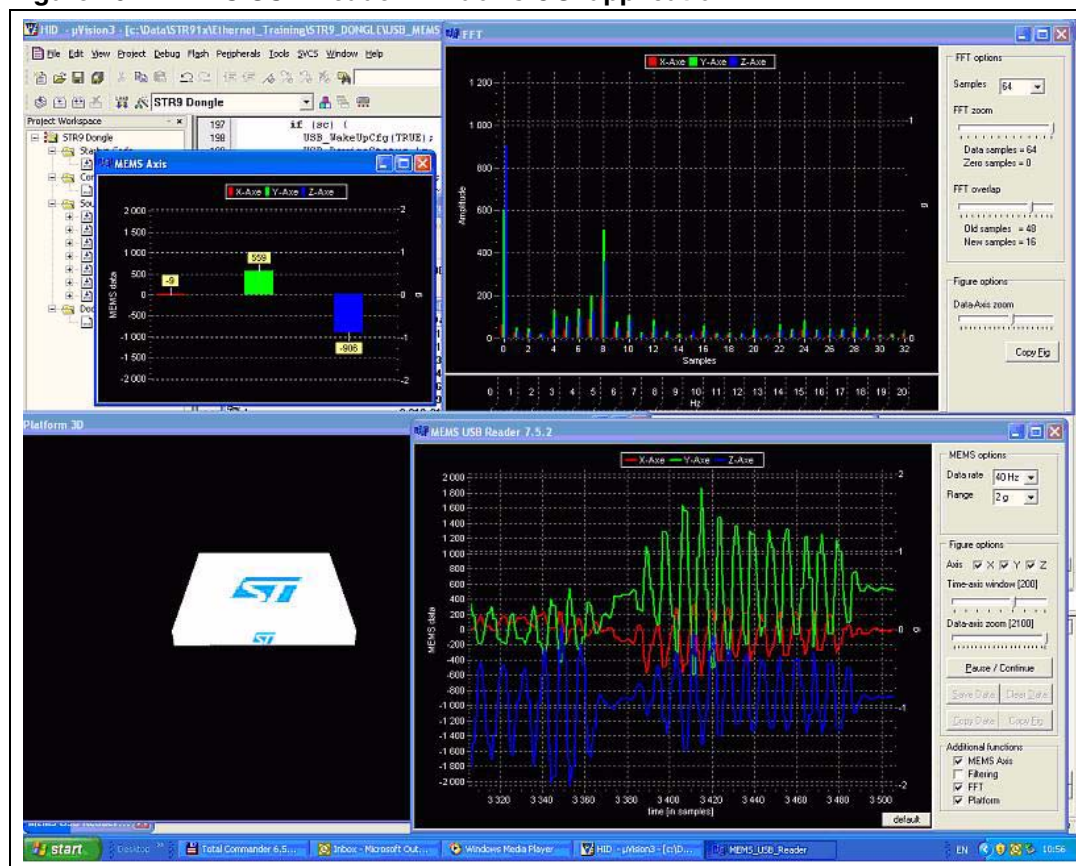 HID - µVision3 - [c:\Data\STR91x\Ethernet_Training\STR9_DONGLE\USB_MEMS
File Edit View Project Debug Flash Peripherals Tools SVCS Window Help
STR9 Dongle
Project Workspace
STR9 Dongle
197 if (sc) {
198 USB_WakeUpCfg(TRUE);
MEMS Axis
X-Axe Y-Axe Z-Axe
2 000
1 500
1 000
500
0
-500
-1 000
-1 500
-2 000
MEMS data
-9
559
-906
2
1
0
-1
-2
g
FFT
X-Axe Y-Axe Z-Axe
1 200
1 000
800
600
400
200
0
Amplitude
1
0
g
0 2 4 6 8 10 12 14 16 18 20 22 24 26 28 30 32
Samples
0 1 2 3 4 5 6 7 8 9 10 11 12 13 14 15 16 17 18 19 20
Hz
FFT options
Samples 64
FFT zoom
Data samples = 64
Zero samples = 0
FFT overlap
Old samples = 48
New samples = 16
Figure options
Data-Axis zoom
Copy Fig
Platform 3D
ST
ST
MEMS USB Reader 7.5.2
X-Axe Y-Axe Z-Axe
2 000
1 800
1 600
1 400
1 200
1 000
800
600
400
200
0
-200
-400
-600
-800
-1 000
-1 200
-1 400
-1 600
-1 800
-2 000
MEMS data
2
1
0
-1
-2
g
3 320 3 340 3 360 3 380 3 400 3 420 3 440 3 460 3 480 3 500
time [in samples]
default
MEMS options
Data rate 40 Hz
Range 2 g
Figure options
Axis X Y Z
Time-axis window [200]
Data-axis zoom [2100]
Pause / Continue
Save Data Clear Data
Copy Data Copy Fig
Additional functions
MEMS Axis
Filtering
FFT
Platform
start Desktop Total Commander 6,5... Inbox - Microsoft Out... Windows Media Player HID - µVision3 - [c:\D... MEMS_USB_Reader EN 10:56